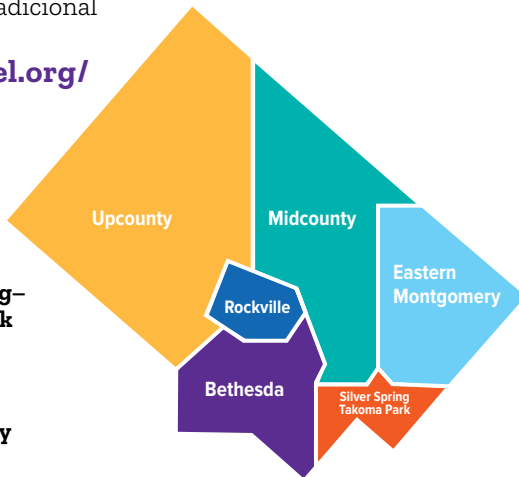 adicional
el.org/
Upcounty
Midcounty
Eastern
Montgomery
g–
k
Rockville
Bethesda
Silver Spring
Takoma Park
y